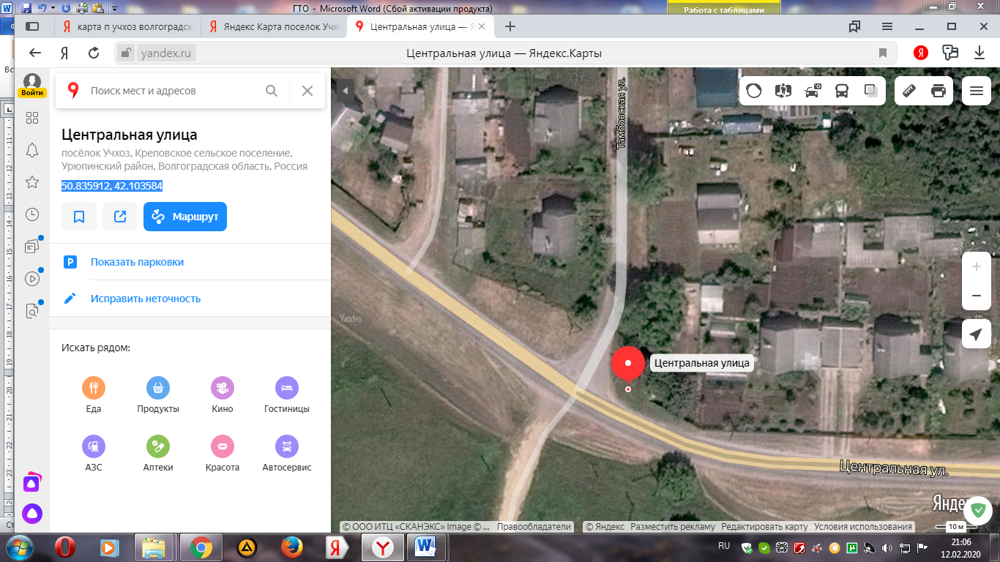 ГТО - Microsoft Word (Сбой активации продукта)
Работа с таблицами
карта п учхоз волгоградск
Яндекс Карта поселок Учхо
Центральная улица — Я
yandex.ru
Центральная улица — Яндекс.Карты
Войти
Поиск мест и адресов
Центральная улица
посёлок Учхоз, Креповское сельское поселение,
Урюпинский район, Волгоградская область, Россия
50.835912, 42.103584
Маршрут
Показать парковки
Исправить неточность
Искать рядом:
Еда
Продукты
Кино
Гостиницы
АЗС
Аптеки
Красота
Автосервис
Тамбовская ул.
Yandex
Yandex
Центральная улица
Центральная ул.
Янде
© ООО ИТЦ «СКАНЭКС» Image © ...
Правообладатели
© Яндекс
Разместить рекламу
Редактировать карту
Условия использования
10 м
RU
21:06
12.02.2020